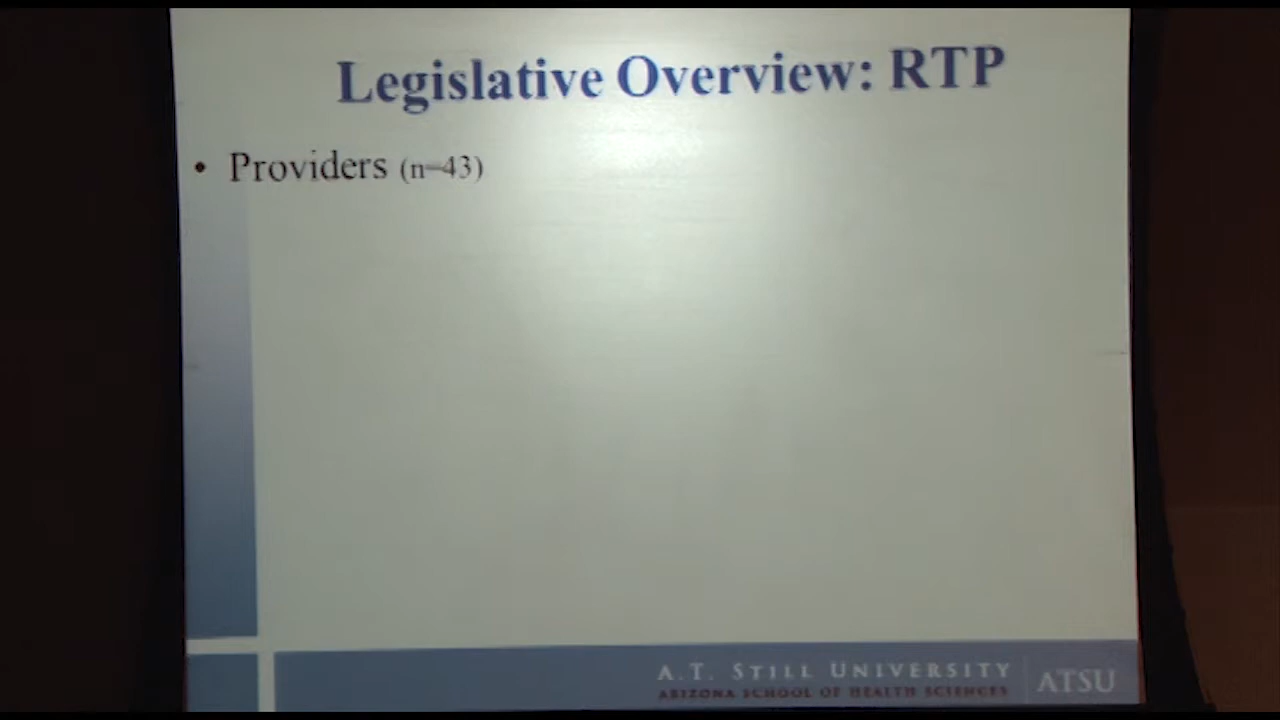 Legislative Overview: RTP
• Providers (n=43)
A.T. STILL UNIVERSITY
ARIZONA SCHOOL OF HEALTH SCIENCES
ATSU